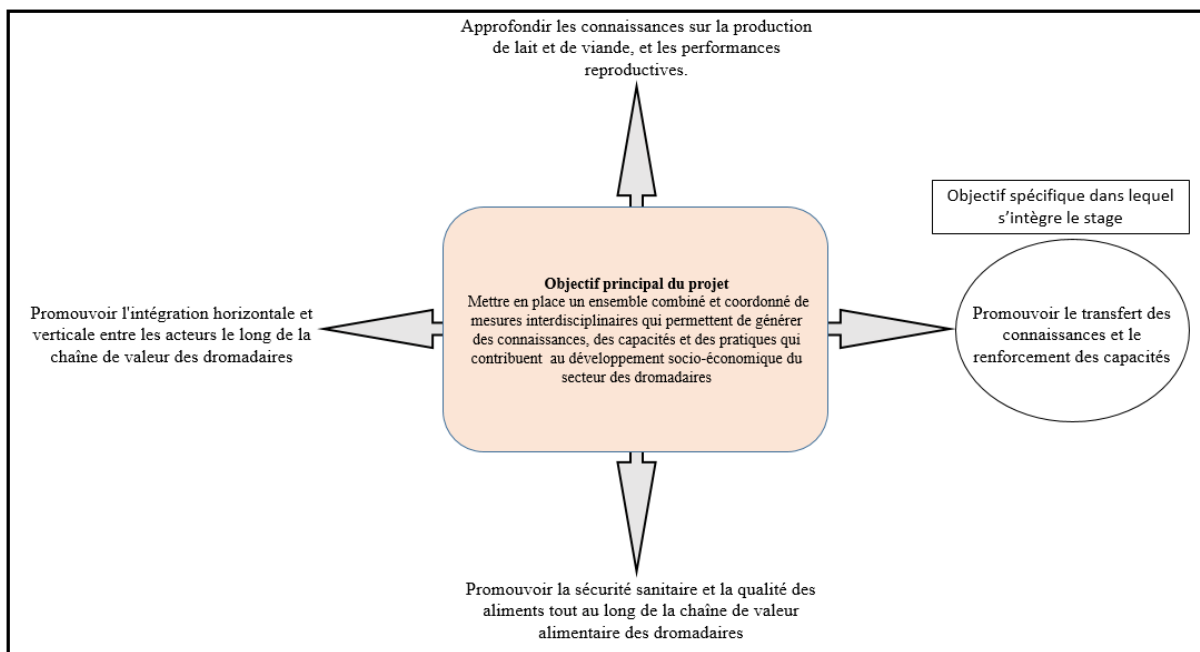 Approfondir les connaissances sur la production
de lait et de viande, et les performances
reproductives.
Objectif spécifique dans lequel
s'intègre le stage
Objectif principal du projet
Mettre en place un ensemble combiné et coordonné de
mesures interdisciplinaires qui permettent de générer
des connaissances, des capacités et des pratiques qui
contribuent au développement socio-économique du
secteur des dromadaires
Promouvoir l'intégration horizontale et
verticale entre les acteurs le long de la
chaîne de valeur des dromadaires
Promouvoir le transfert des
connaissances et le
renforcement des capacités
Promouvoir la sécurité sanitaire et la qualité des
aliments tout au long de la chaîne de valeur
alimentaire des dromadaires